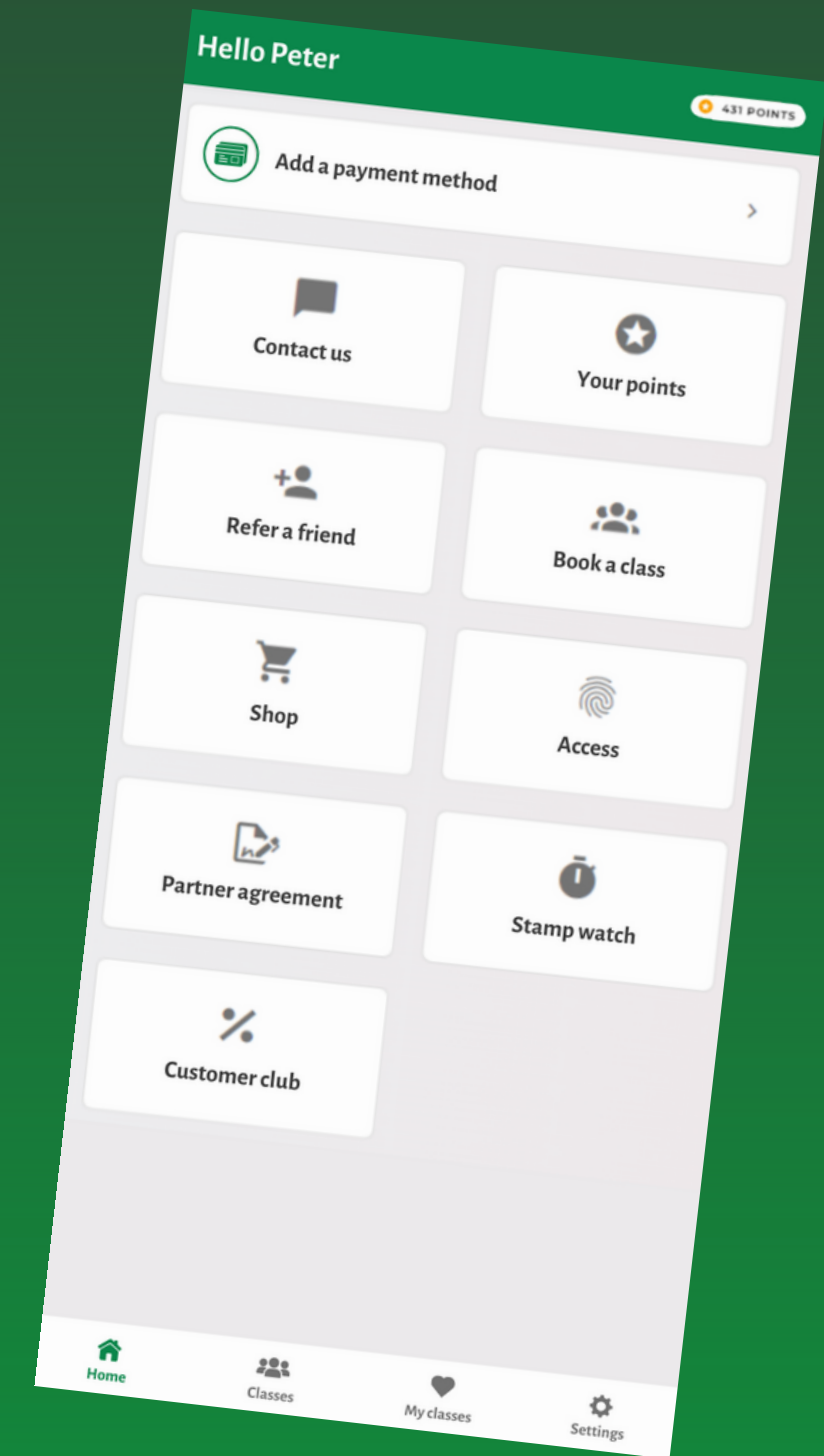 Hello Peter
431 POINTS
Add a payment method
Contact us
Your points
Refer a friend
Book a class
Shop
Access
Partner agreement
Stamp watch
Customer club
Home
Classes
My classes
Settings